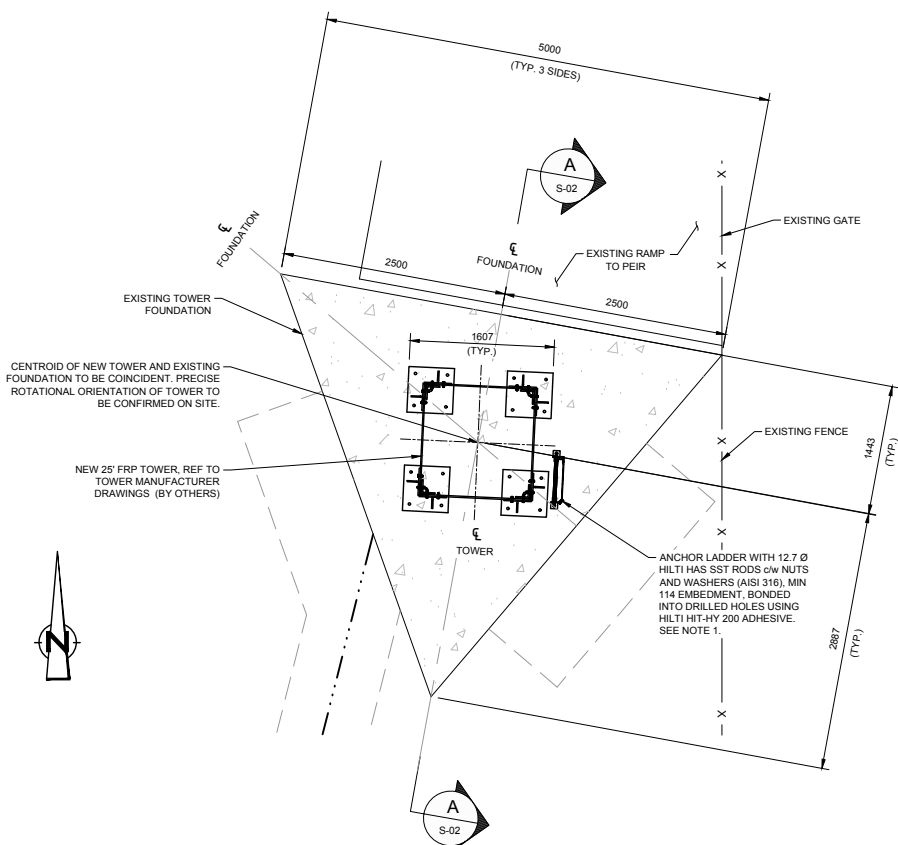 5000
(TYP. 3 SIDES)
A
S-02
X
EXISTING GATE
℄
FOUNDATION
℄
FOUNDATION
EXISTING RAMP
TO PEIR
X
2500
2500
EXISTING TOWER
FOUNDATION
1607
(TYP.)
X
CENTROID OF NEW TOWER AND EXISTING
FOUNDATION TO BE COINCIDENT. PRECISE
ROTATIONAL ORIENTATION OF TOWER TO
BE CONFIRMED ON SITE.
1443
(TYP.)
EXISTING FENCE
X
NEW 25' FRP TOWER, REF TO
TOWER MANUFACTURER
DRAWINGS (BY OTHERS)
℄
TOWER
X
ANCHOR LADDER WITH 12.7 Ø
HILTI HAS SST RODS c/w NUTS
AND WASHERS (AISI 316), MIN
114 EMBEDMENT, BONDED
INTO DRILLED HOLES USING
HILTI HIT-HY 200 ADHESIVE.
SEE NOTE 1.
2887
(TYP.)
N
X
A
S-02